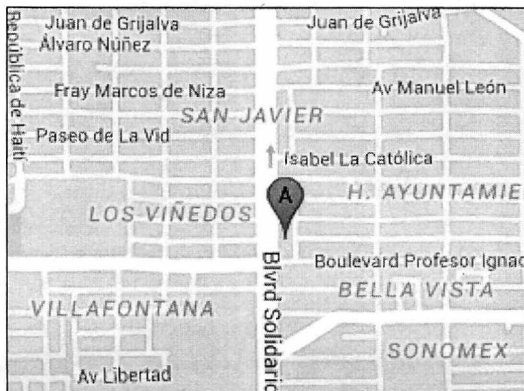 Juan de Grijalva
Juan de Grijalva
Álvaro Núñez
República de Haití
Fray Marcos de Niza
Av Manuel León
SAN JAVIER
Paseo de La Vid
Isabel La Católica
A
H. AYUNTAMIE
LOS VIÑEDOS
Blvrd Solidario
Boulevard Profesor Ignac
BELLA VISTA
VILLAFONTANA
SONOMEX
Av Libertad